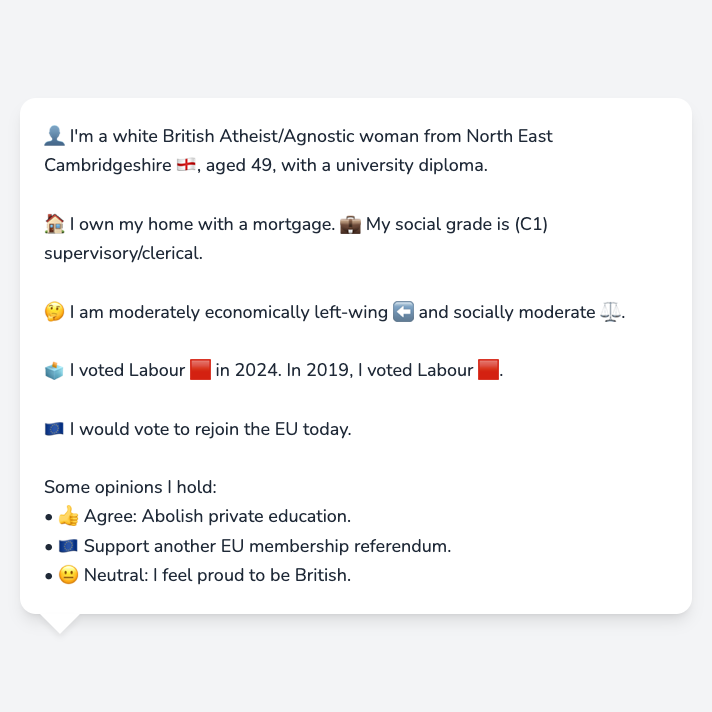 👤 I'm a white British Atheist/Agnostic woman from North East
Cambridgeshire 🏴󠁧󠁢󠁥󠁮󠁧󠁿, aged 49, with a university diploma.
🏠 I own my home with a mortgage. 💼 My social grade is (C1)
supervisory/clerical.
🤔 I am moderately economically left-wing ⬅️ and socially moderate ⚖️.
🗳️ I voted Labour 🟥 in 2024. In 2019, I voted Labour 🟥.
🇪🇺 I would vote to rejoin the EU today.
Some opinions I hold:
• 👍 Agree: Abolish private education.
• 🇪🇺 Support another EU membership referendum.
• 😐 Neutral: I feel proud to be British.